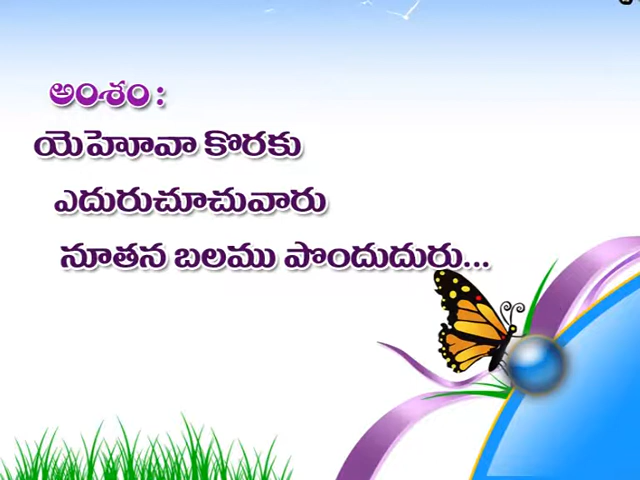 అంశం :
యెహోవా కొరకు
ఎదురుచూచువారు
నూతన బలము పొందుదురు...